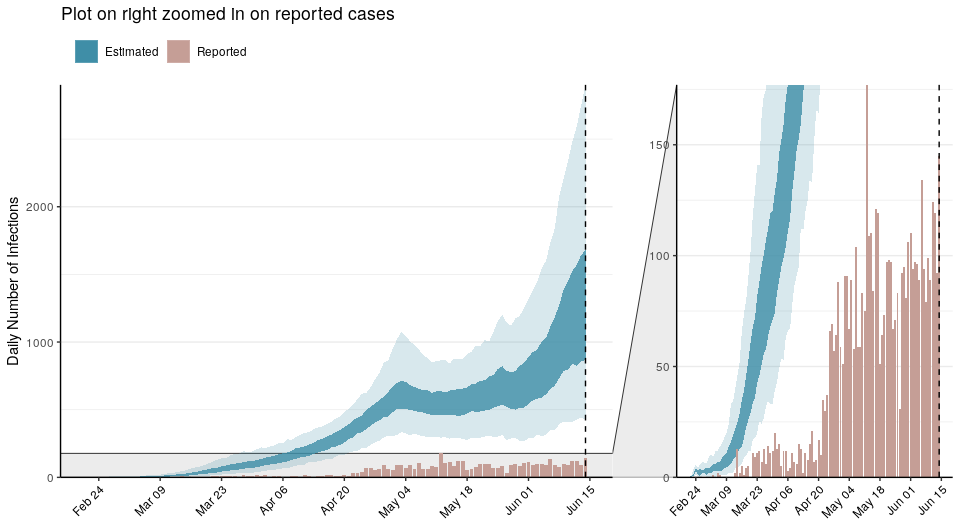 Plot on right zoomed in on reported cases
Estimated Reported
Daily Number of Infections
2000
1000
0
Feb 24 Mar 09 Mar 23 Apr 06 Apr 20 May 04 May 18 Jun 01 Jun 15
150
100
50
0
Feb 24 Mar 09 Mar 23 Apr 06 Apr 20 May 04 May 18 Jun 01 Jun 15